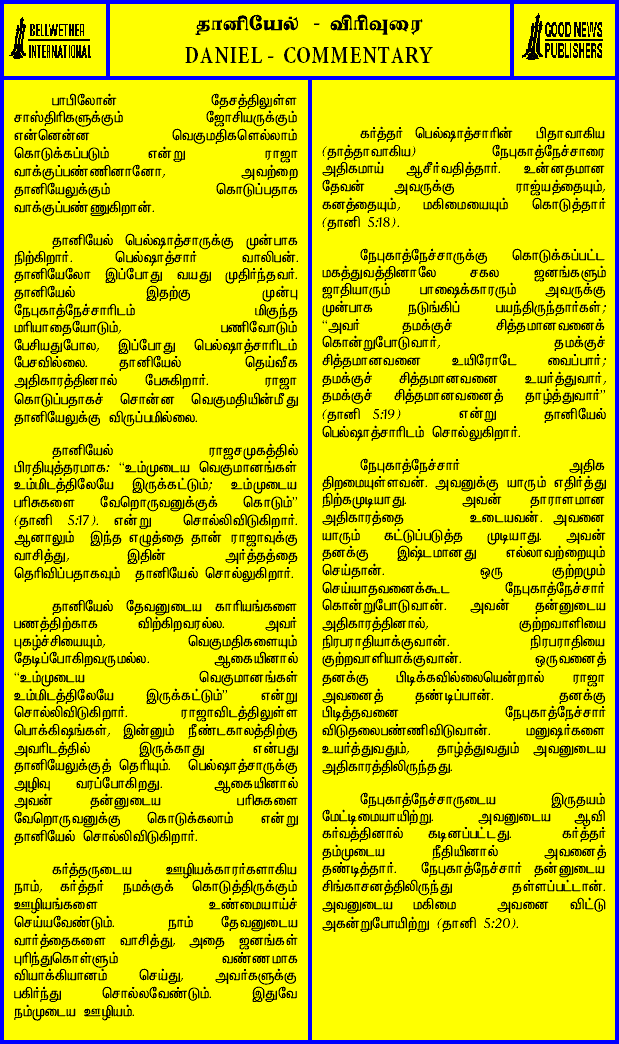 BELLWETHER
INTERNATIONAL
தானியேல் - விரிவுரை
DANIEL - COMMENTARY
GOOD NEWS
PUBLISHERS
பாபிலோன் தேசத்திலுள்ள
சாஸ்திரிகளுக்கும் ஜோசியருக்கும்
என்னென்ன வெகுமதிகளெல்லாம்
கொடுக்கப்படும் என்று ராஜா
வாக்குப்பண்ணினானோ, அவற்றை
தானியேலுக்கும் கொடுப்பதாக
வாக்குப்பண்ணுகிறான்.
தானியேல் பெல்ஷாத்சாருக்கு முன்பாக
நிற்கிறார். பெல்ஷாத்சார் வாலிபன்.
தானியேலோ இப்போது வயது முதிர்ந்தவர்.
தானியேல் இதற்கு முன்பு
நேபுகாத்நேச்சாரிடம் மிகுந்த
மரியாதையோடும், பணிவோடும்
பேசியதுபோல, இப்போது பெல்ஷாத்சாரிடம்
பேசவில்லை. தானியேல் தெய்வீக
அதிகாரத்தினால் பேசுகிறார். ராஜா
கொடுப்பதாகச் சொன்ன வெகுமதியின்மீது
தானியேலுக்கு விருப்பமில்லை.
தானியேல் ராஜசமுகத்தில்
பிரதியுத்தரமாக: "உம்முடைய வெகுமானங்கள்
உம்மிடத்திலேயே இருக்கட்டும்; உம்முடைய
பரிசுகளை வேறொருவனுக்குக் கொடும்"
(தானி 5:17). என்று சொல்லிவிடுகிறார்.
ஆனாலும் இந்த எழுத்தை தான் ராஜாவுக்கு
வாசித்து, இதின் அர்த்தத்தை
தெரிவிப்பதாகவும் தானியேல் சொல்லுகிறார்.
தானியேல் தேவனுடைய காரியங்களை
பணத்திற்காக விற்கிறவரல்ல. அவர்
புகழ்ச்சியையும், வெகுமதிகளையும்
தேடிப்போகிறவருமல்ல. ஆகையினால்
"உம்முடைய வெகுமானங்கள்
உம்மிடத்திலேயே இருக்கட்டும்" என்று
சொல்லிவிடுகிறார். ராஜாவிடத்திலுள்ள
பொக்கிஷங்கள், இன்னும் நீண்டகாலத்திற்கு
அவரிடத்தில் இருக்காது என்பது
தானியேலுக்குத் தெரியும். பெல்ஷாத்சாருக்கு
அழிவு வரப்போகிறது. ஆகையினால்
அவன் தன்னுடைய பரிசுகளை
வேறொருவனுக்கு கொடுக்கலாம் என்று
தானியேல் சொல்லிவிடுகிறார்.
கர்த்தருடைய ஊழியக்காரர்களாகிய
நாம், கர்த்தர் நமக்குக் கொடுத்திருக்கும்
ஊழியங்களை உண்மையாய்ச்
செய்யவேண்டும். நாம் தேவனுடைய
வார்த்தைகளை வாசித்து, அதை ஜனங்கள்
புரிந்துகொள்ளும் வண்ணமாக
வியாக்கியானம் செய்து, அவர்களுக்கு
பகிர்ந்து சொல்லவேண்டும். இதுவே
நம்முடைய ஊழியம்.
கர்த்தர் பெல்ஷாத்சாரின் பிதாவாகிய
(தாத்தாவாகிய) நேபுகாத்நேச்சாரை
அதிகமாய் ஆசீர்வதித்தார். உன்னதமான
தேவன் அவருக்கு ராஜ்யத்தையும்,
கனத்தையும், மகிமையையும் கொடுத்தார்
(தானி 5:18).
நேபுகாத்நேச்சாருக்கு கொடுக்கப்பட்ட
மகத்துவத்தினாலே சகல ஜனங்களும்
ஜாதியாரும் பாஷைக்காரரும் அவருக்கு
முன்பாக நடுங்கிப் பயந்திருந்தார்கள்;
"அவர் தமக்குச் சித்தமானவனைக்
கொன்றுபோடுவார், தமக்குச்
சித்தமானவனை உயிரோடே வைப்பார்;
தமக்குச் சித்தமானவனை உயர்த்துவார்,
தமக்குச் சித்தமானவனைத் தாழ்த்துவார்"
(தானி 5:19) என்று தானியேல்
பெல்ஷாத்சாரிடம் சொல்லுகிறார்.
நேபுகாத்நேச்சார் அதிக
திறமையுள்ளவன். அவனுக்கு யாரும் எதிர்த்து
நிற்கமுடியாது. அவன் தாராளமான
அதிகாரத்தை உடையவன். அவனை
யாரும் கட்டுப்படுத்த முடியாது. அவன்
தனக்கு இஷ்டமானது எல்லாவற்றையும்
செய்தான். ஒரு குற்றமும்
செய்யாதவனைக்கூட நேபுகாத்நேச்சார்
கொன்றுபோடுவான். அவன் தன்னுடைய
அதிகாரத்தினால், குற்றவாளியை
நிரபராதியாக்குவான். நிரபராதியை
குற்றவாளியாக்குவான். ஒருவனைத்
தனக்கு பிடிக்கவில்லையென்றால் ராஜா
அவனைத் தண்டிப்பான். தனக்கு
பிடித்தவனை நேபுகாத்நேச்சார்
விடுதலைபண்ணிவிடுவான். மனுஷர்களை
உயர்த்துவதும், தாழ்த்துவதும் அவனுடைய
அதிகாரத்திலிருந்தது.
நேபுகாத்நேச்சாருடைய இருதயம்
மேட்டிமையாயிற்று. அவனுடைய ஆவி
கர்வத்தினால் கடினப்பட்டது. கர்த்தர்
தம்முடைய நீதியினால் அவனைத்
தண்டித்தார். நேபுகாத்நேச்சார் தன்னுடைய
சிங்காசனத்திலிருந்து தள்ளப்பட்டான்.
அவனுடைய மகிமை அவனை விட்டு
அகன்றுபோயிற்று (தானி 5:20).